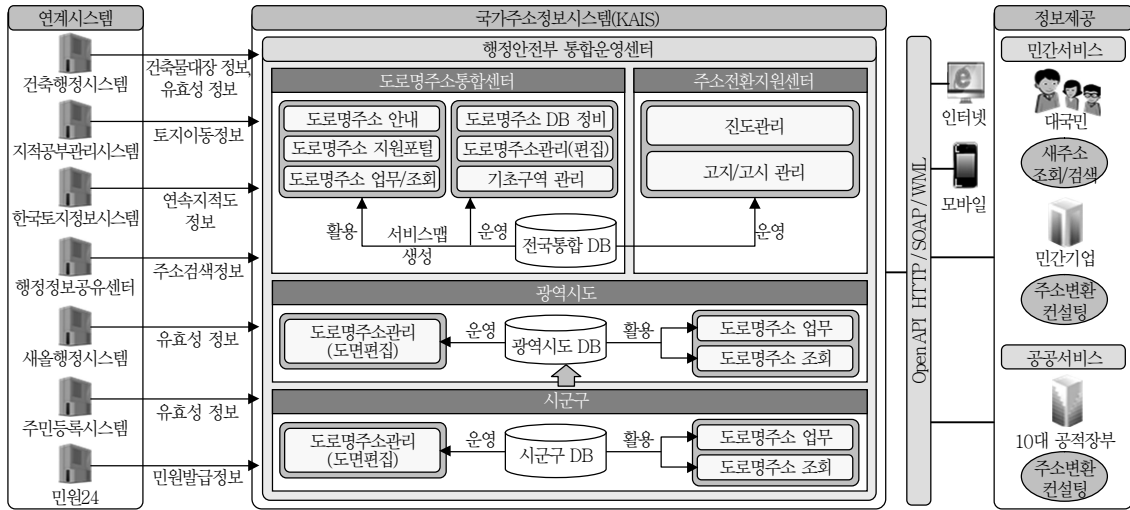 연계시스템
건축행정시스템
지적공부관리시스템
한국토지정보시스템
행정정보공유센터
새올행정시스템
주민등록시스템
민원24
건축물대장 정보,
유효성 정보
토지이동정보
연속지적도
정보
주소검색정보
유효성 정보
유효성 정보
민원발급정보
국가주소정보시스템(KAIS)
행정안전부 통합운영센터
도로명주소통합센터
도로명주소 안내
도로명주소 지원포털
도로명주소 업무/조회
도로명주소 DB 정비
도로명주소관리(편집)
기초구역 관리
활용
서비스맵
생성
운영
전국통합 DB
주소전환지원센터
진도관리
고지/고시 관리
운영
광역시도
도로명주소관리
(도면편집)
운영
광역시도 DB
활용
도로명주소 업무
도로명주소 조회
시군구
도로명주소관리
(도면편집)
운영
시군구 DB
활용
도로명주소 업무
도로명주소 조회
Open API HTTP/SOAP/WML
인터넷
모바일
정보제공
민간서비스
대국민
새주소
조회/검색
민간기업
주소변환
컨설팅
공공서비스
10대 공적장부
주소변환
컨설팅